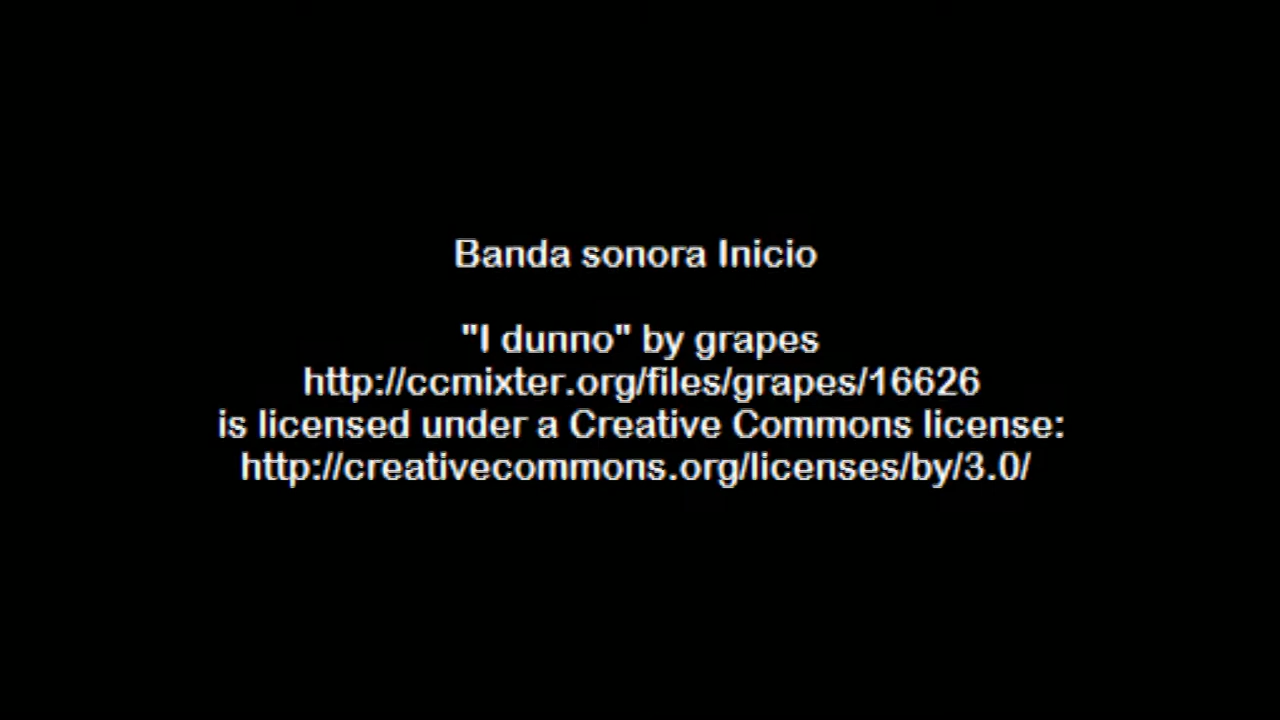 Banda sonora Inicio
"I dunno" by grapes
http://ccmixter.org/files/grapes/16626
is licensed under a Creative Commons license:
http://creativecommons.org/licenses/by/3.0/